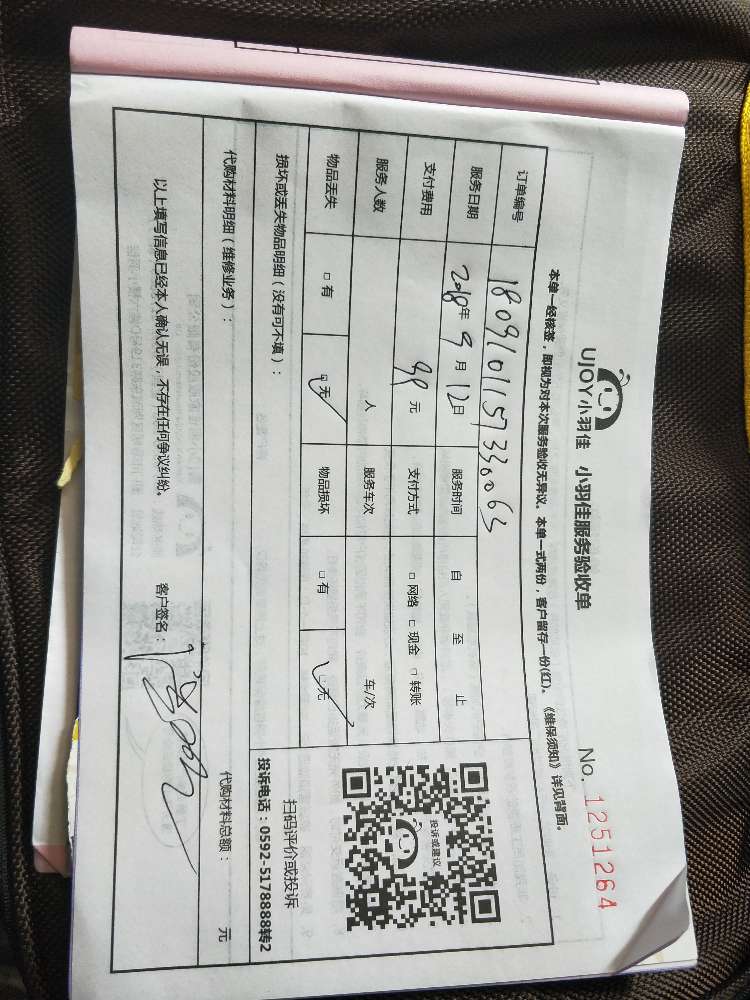 UJOY小羽佳 小羽佳服务验收单
No. 1251264
本单一经核签，即视为对本次服务验收无异议。本单一式两份，客户留存一份(红)。《维保须知》详见背面。
订单编号 1809101157330063
服务日期 2018年 9月 12日 服务时间 自 至 止
支付费用 99元 支付方式 □网络 □现金 □转账
服务人数 人 服务车次 车/次
物品丢失 □有 □无 物品损坏 □有 □无
投诉或建议
扫码评价或投诉
投诉电话：0592-5178888转2
损坏或丢失物品明细（没有可不填）：
代购材料明细（维修业务）：
代购材料总额： 元
以上填写信息已经本人确认无误，不存在任何争议纠纷。 客户签名：